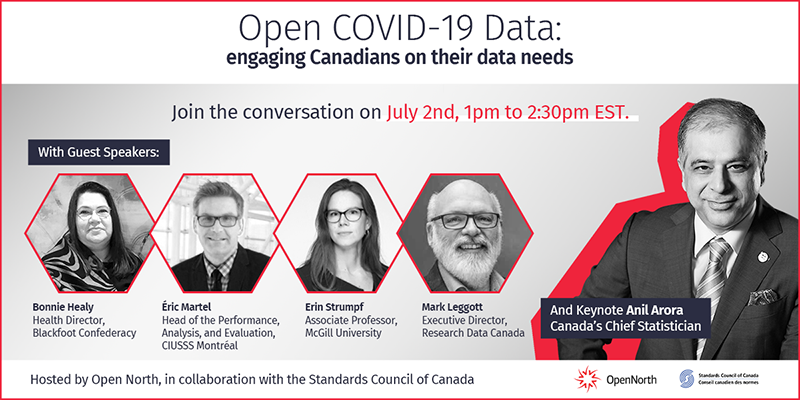 Open COVID-19 Data:
engaging Canadians on their data needs
Join the conversation on July 2nd, 1pm to 2:30pm EST.
With Guest Speakers:
Bonnie Healy
Health Director,
Blackfoot Confederacy
Éric Martel
Head of the Performance,
Analysis, and Evaluation,
CIUSSS Montréal
Erin Strumpf
Associate Professor,
McGill University
Mark Leggott
Executive Director,
Research Data Canada
And Keynote Anil Arora
Canada's Chief Statistician
Hosted by Open North, in collaboration with the Standards Council of Canada
OpenNorth
Standards Council of Canada
Conseil canadien des normes